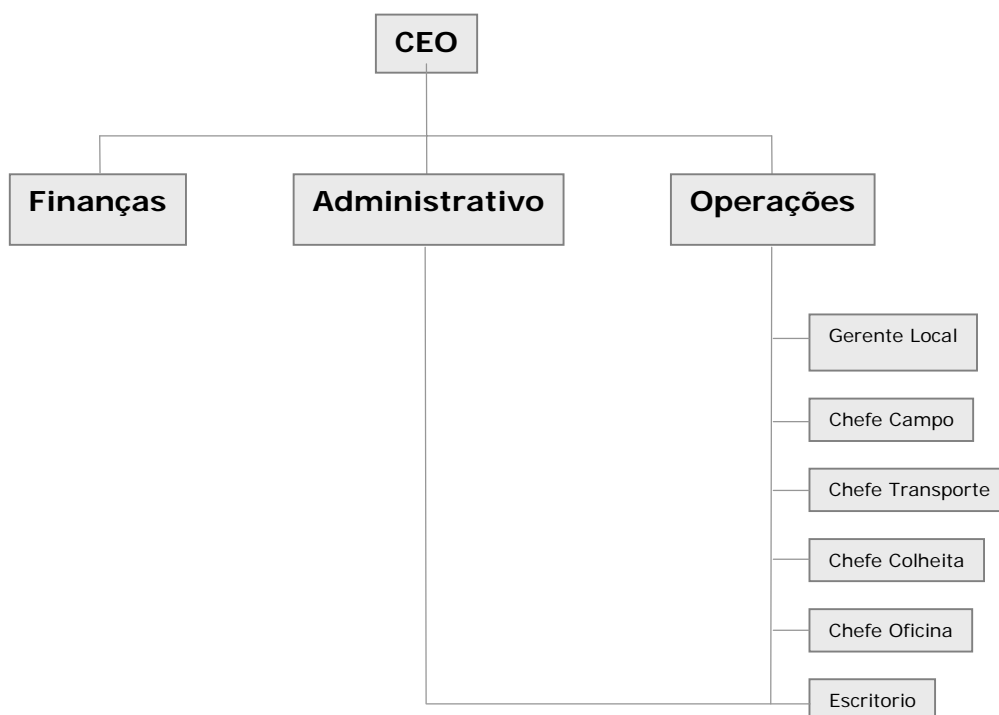 CEO
Finanças
Administrativo
Operações
Gerente Local
Chefe Campo
Chefe Transporte
Chefe Colheita
Chefe Oficina
Escritorio